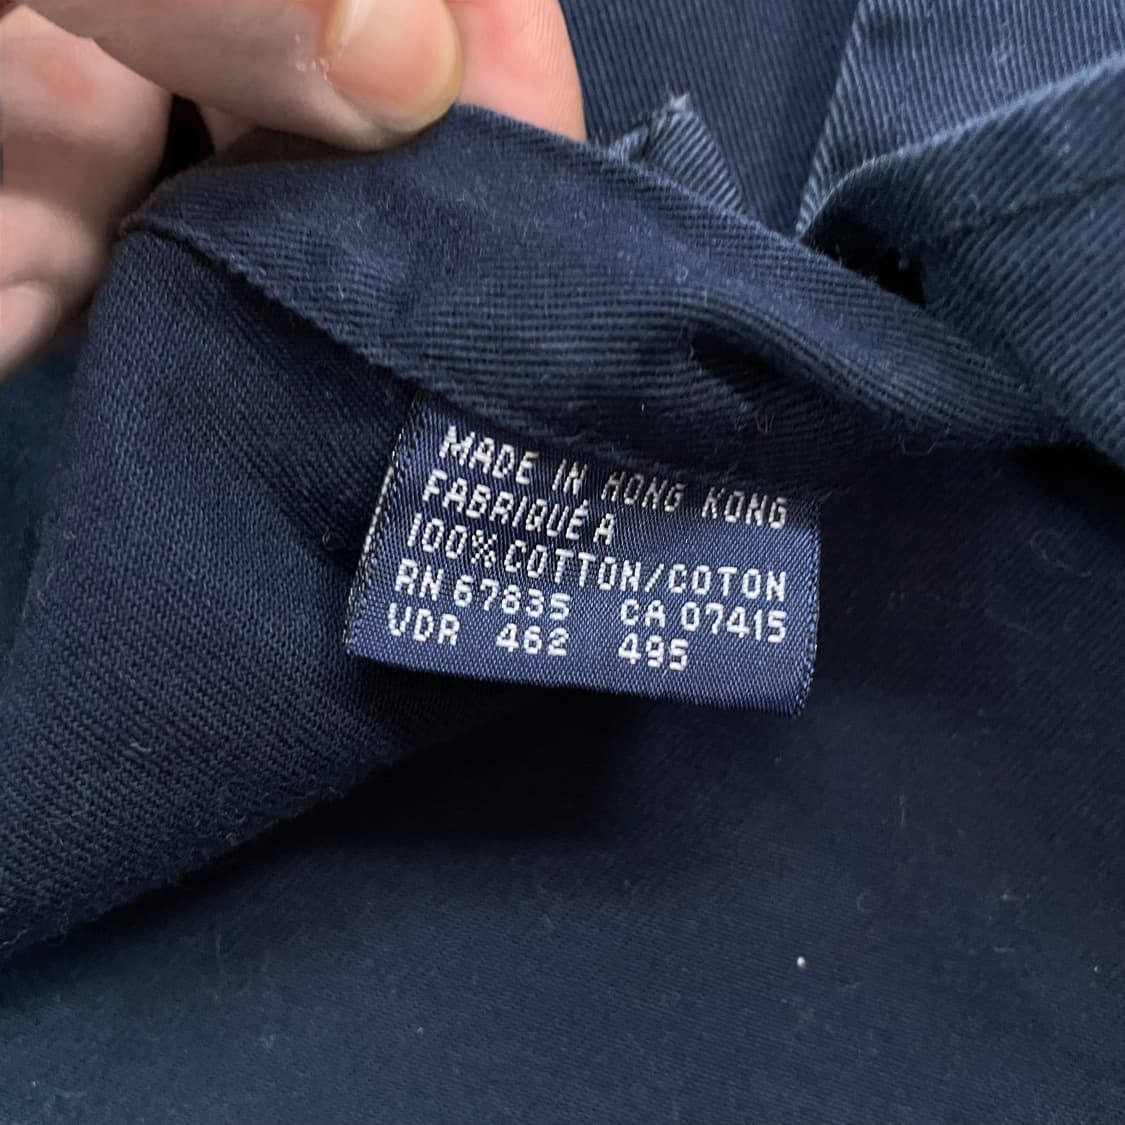 MADE IN HONG KONG
FABRIQUÉ A
100% COTTON/COTON
RN 67835 CA 07415
VDR 462 495